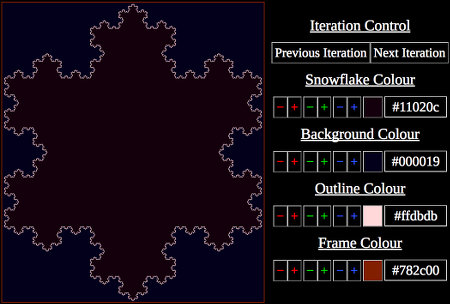 Iteration Control
Previous Iteration Next Iteration
Snowflake Colour
− + − + − + #11020c
Background Colour
− + − + − + #000019
Outline Colour
− + − + − + #ffdbdb
Frame Colour
− + − + − + #782c00